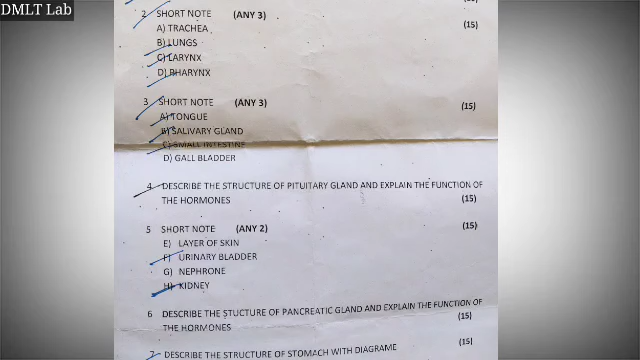 DMLT Lab
2 SHORT NOTE (ANY 3)
A) TRACHEA (15)
B) LUNGS
C) LARYNX
D) PHARYNX
3 SHORT NOTE (ANY 3) (15)
A) TONGUE
B) SALIVARY GLAND
C) SMALL INTESTINE
D) GALL BLADDER
4 DESCRIBE THE STRUCTURE OF PITUITARY GLAND AND EXPLAIN THE FUNCTION OF
THE HORMONES (15)
5 SHORT NOTE (ANY 2) (15)
E) LAYER OF SKIN
F) URINARY BLADDER
G) NEPHRONE
H) KIDNEY
6 DESCRIBE THE STUCTURE OF PANCREATIC GLAND AND EXPLAIN THE FUNCTION OF
THE HORMONES (15)
7 DESCRIBE THE STRUCTURE OF STOMACH WITH DIAGRAME (15)